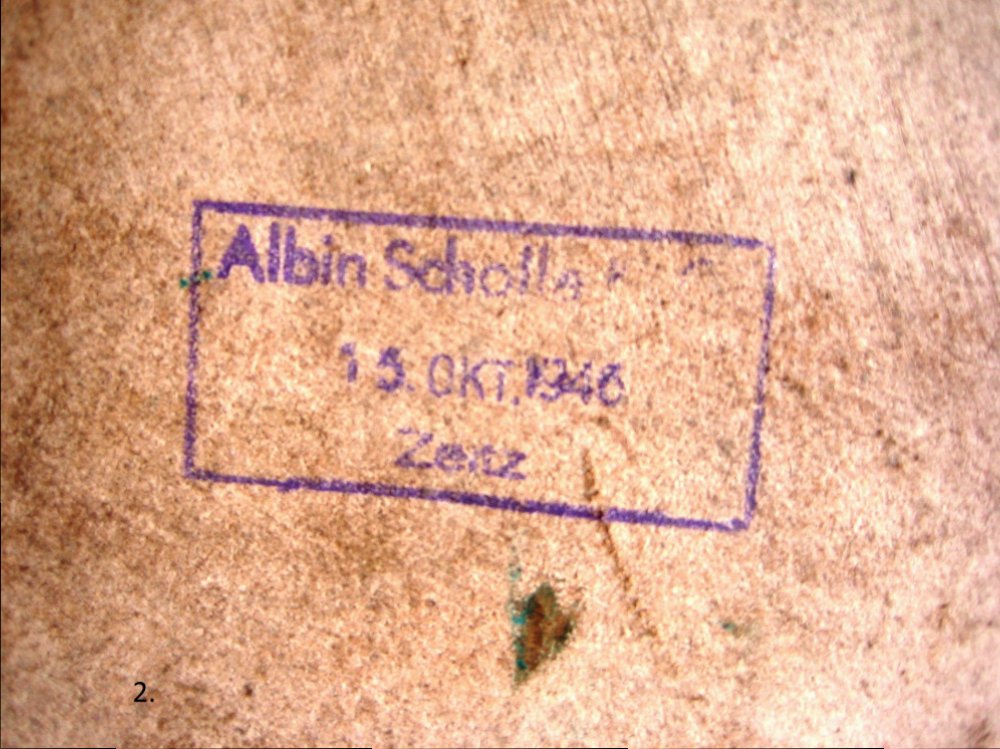 Albin Scholle
15. OKT. 1946
Zeitz
2.